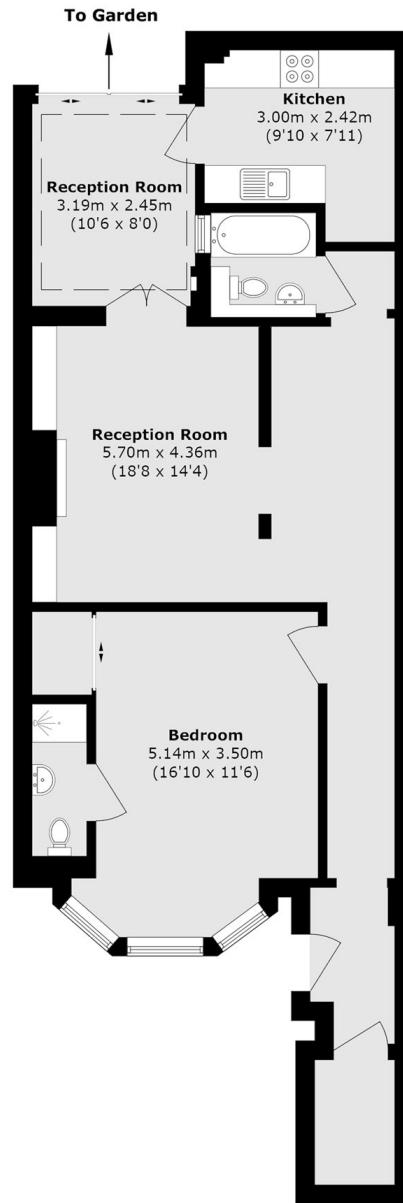 To Garden
Kitchen
3.00m x 2.42m
(9'10 x 7'11)
Reception Room
3.19m x 2.45m
(10'6 x 8'0)
Reception Room
5.70m x 4.36m
(18'8 x 14'4)
Bedroom
5.14m x 3.50m
(16'10 x 11'6)